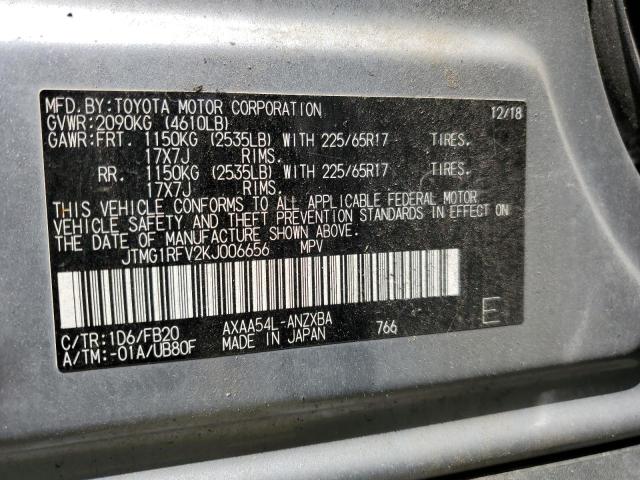 MFD.BY:TOYOTA MOTOR CORPORATION 12/18
GVWR:2090KG (4610LB)
GAWR:FRT. 1150KG (2535LB) WITH 225/65R17 TIRES.
17X7J RIMS.
RR. 1150KG (2535LB) WITH 225/65R17 TIRES.
17X7J RIMS.
THIS VEHICLE CONFORMS TO ALL APPLICABLE FEDERAL MOTOR
VEHICLE SAFETY AND THEFT PREVENTION STANDARDS IN EFFECT ON
THE DATE OF MANUFACTURE SHOWN ABOVE.
JTMG1RFV2KJ006656 MPV
C/TR:1D6/FB20 AXAA54L-ANZXBA 766 E
A/TM:-01A/UB80F MADE IN JAPAN